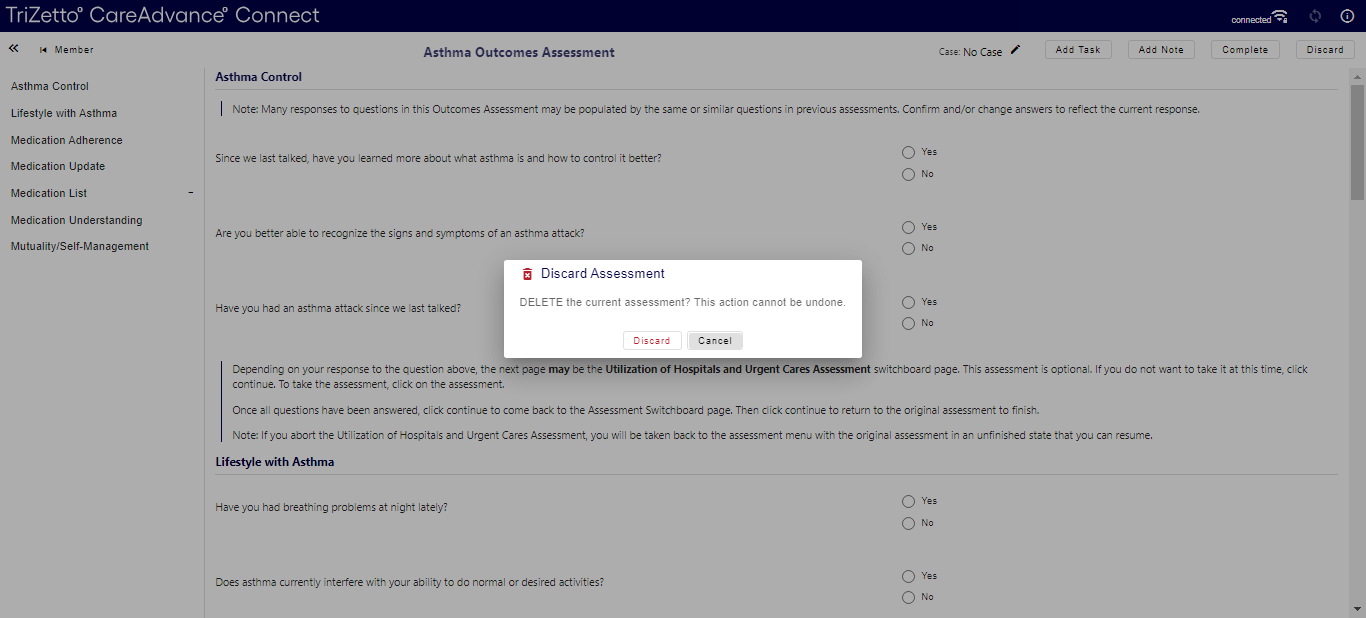 TriZetto® CareAdvance® Connect
connected
Member
Asthma Outcomes Assessment
Case: No Case
Add Task
Add Note
Complete
Discard
Asthma Control
Lifestyle with Asthma
Medication Adherence
Medication Update
Medication List
-
Medication Understanding
Mutuality/Self-Management
Asthma Control
Note: Many responses to questions in this Outcomes Assessment may be populated by the same or similar questions in previous assessments. Confirm and/or change answers to reflect the current response.
Since we last talked, have you learned more about what asthma is and how to control it better?
Yes
No
Are you better able to recognize the signs and symptoms of an asthma attack?
Yes
No
Discard Assessment
DELETE the current assessment? This action cannot be undone.
Discard
Cancel
Have you had an asthma attack since we last talked?
Yes
No
Depending on your response to the question above, the next page may be the Utilization of Hospitals and Urgent Cares Assessment switchboard page. This assessment is optional. If you do not want to take it at this time, click
continue. To take the assessment, click on the assessment.
Once all questions have been answered, click continue to come back to the Assessment Switchboard page. Then click continue to return to the original assessment to finish.
Note: If you abort the Utilization of Hospitals and Urgent Cares Assessment, you will be taken back to the assessment menu with the original assessment in an unfinished state that you can resume.
Lifestyle with Asthma
Have you had breathing problems at night lately?
Yes
No
Does asthma currently interfere with your ability to do normal or desired activities?
Yes
No